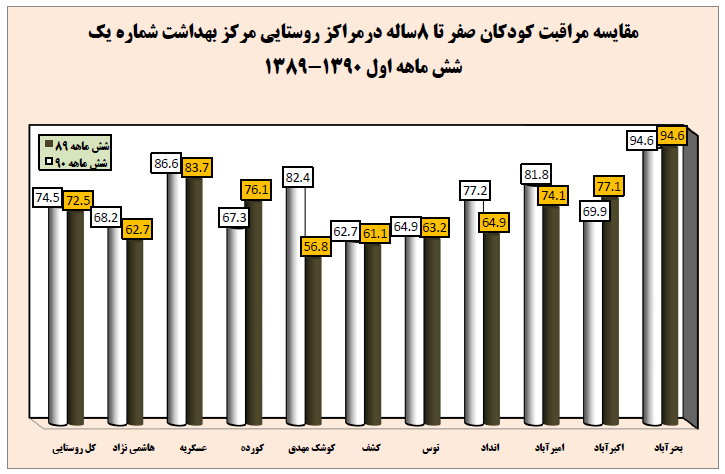 مقایسه مراقبت کودکان صفر تا ۸ساله درمراکز روستایی مرکز بهداشت شماره یک
شش ماهه اول ۱۳۹۰-۱۳۸۹
شش ماهه ۸۹
شش ماهه ۹۰
74.5 72.5 68.2 62.7 86.6 83.7 67.3 76.1 82.4 56.8 62.7 61.1 64.9 63.2 77.2 64.9 81.8 74.1 69.9 77.1 94.6 94.6
بحرآباد اکبرآباد امیرآباد انداد توس کشف کوشک مهدی کورده عسگریه هاشمی نژاد کل روستایی